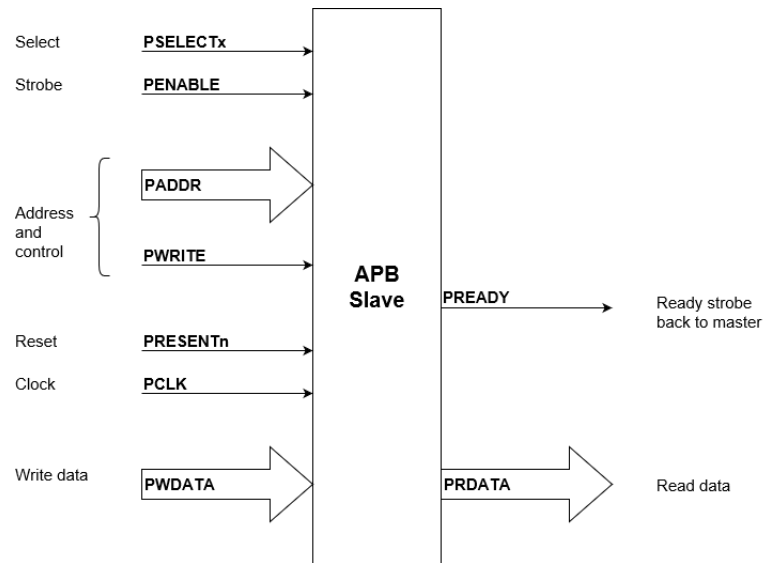 Select
PSELECTx
Strobe
PENABLE
PADDR
Address
and
control
PWRITE
APB
Slave
PREADY
Ready strobe
back to master
Reset
PRESENTn
Clock
PCLK
Write data
PWDATA
PRDATA
Read data